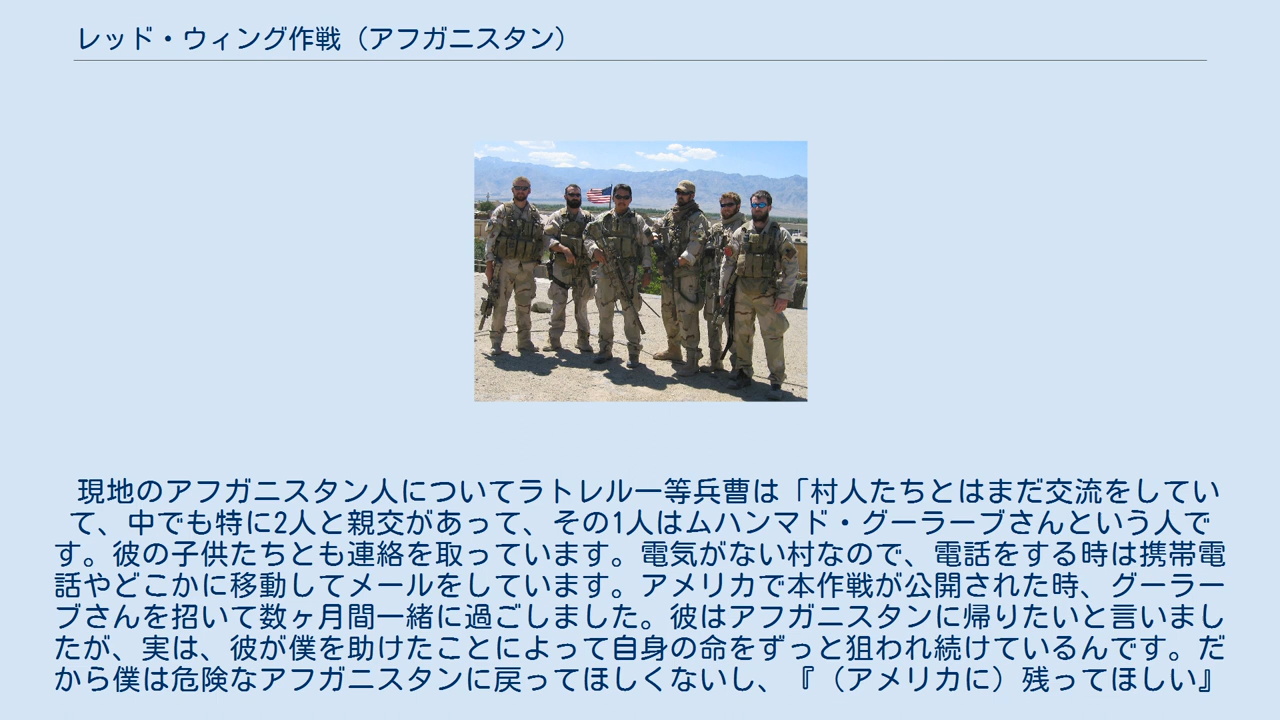 レッド・ウィング作戦（アフガニスタン）
現地のアフガニスタン人についてラトレル一等兵曹は「村人たちとはまだ交流をしてい
て、中でも特に2人と親交があって、その1人はムハンマド・グーラーブさんという人で
す。彼の子供たちとも連絡を取っています。電気がない村なので、電話をする時は携帯電
話やどこかに移動してメールをしています。アメリカで本作戦が公開された時、グーラー
ブさんを招いて数ヶ月間一緒に過ごしました。彼はアフガニスタンに帰りたいと言いまし
たが、実は、彼が僕を助けたことによって自身の命をずっと狙われ続けているんです。だ
から僕は危険なアフガニスタンに戻ってほしくないし、『（アメリカに）残ってほしい』